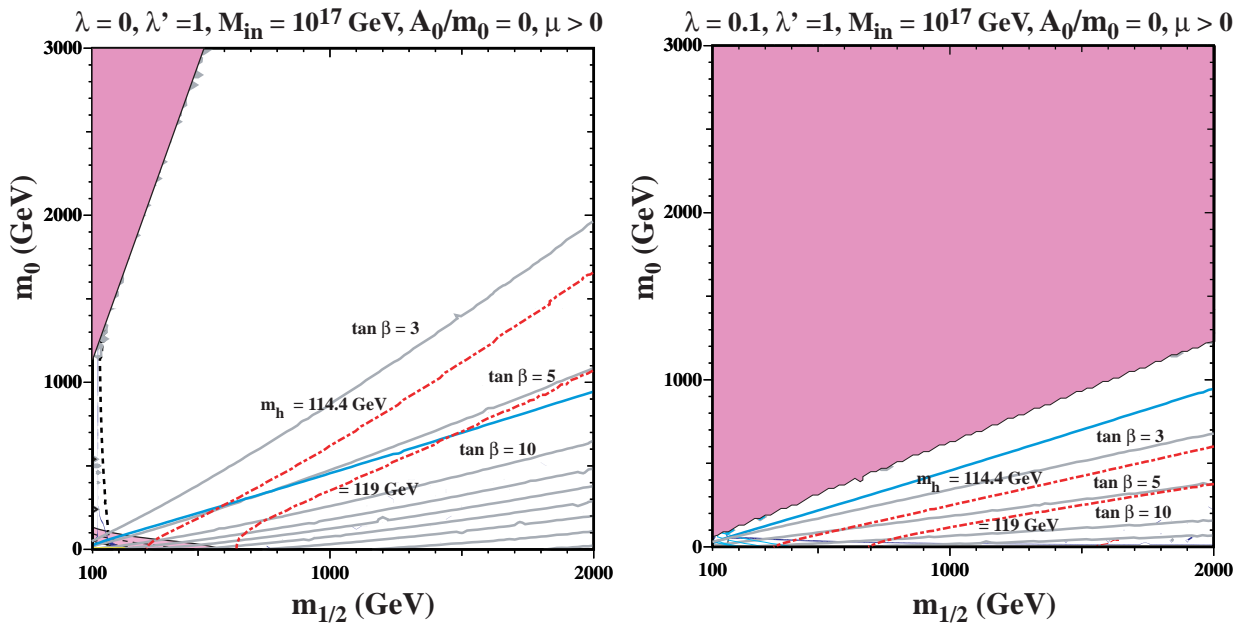 λ = 0, λ' =1, M_in = 10^17 GeV, A_0/m_0 = 0, μ > 0
3000
2000
1000
0
m_0 (GeV)
tan β = 3
tan β = 5
m_h = 114.4 GeV
tan β = 10
= 119 GeV
100
1000
2000
m_1/2 (GeV)
λ = 0.1, λ' =1, M_in = 10^17 GeV, A_0/m_0 = 0, μ > 0
3000
2000
1000
0
m_0 (GeV)
tan β = 3
m_h = 114.4 GeV
tan β = 5
tan β = 10
= 119 GeV
100
1000
2000
m_1/2 (GeV)